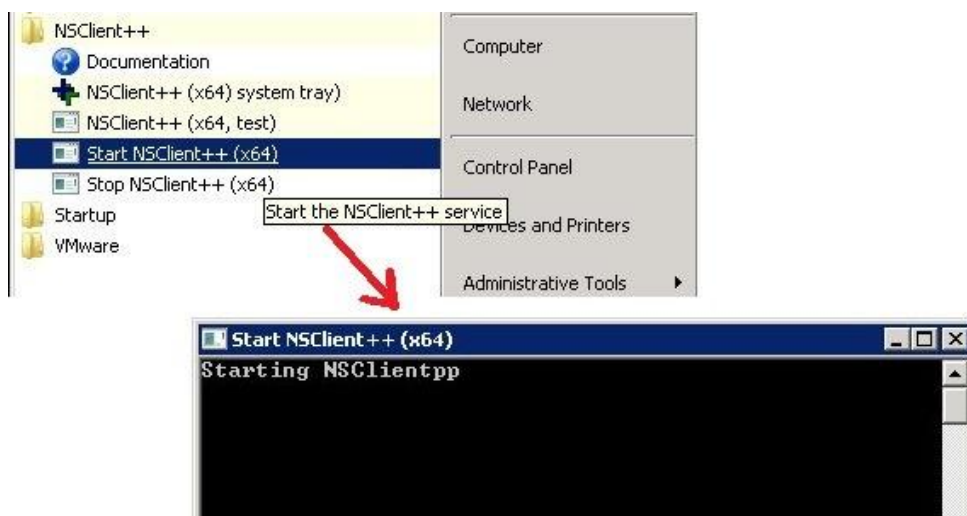 NSClient++
Documentation
NSClient++ (x64) system tray)
NSClient++ (x64, test)
Start NSClient++ (x64)
Stop NSClient++ (x64)
Startup
VMware
Start the NSClient++ service
Computer
Network
Control Panel
Devices and Printers
Administrative Tools
Start NSClient++ (x64)
Starting NSClientpp